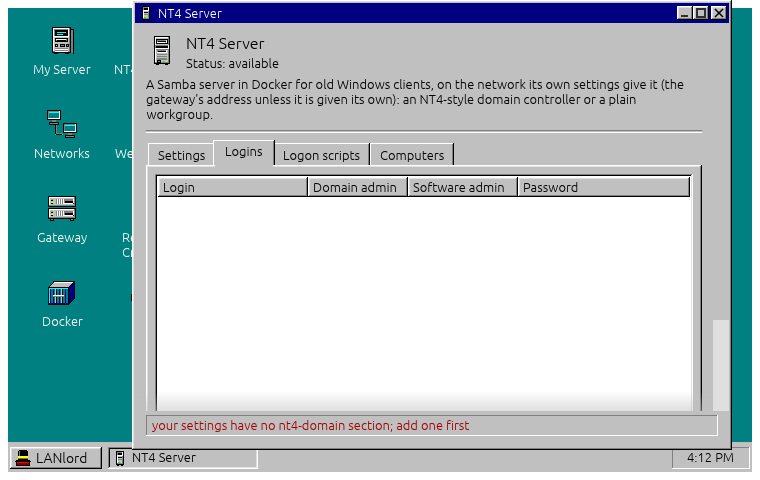 NT4 Server
NT4 Server
Status: available
A Samba server in Docker for old Windows clients, on the network its own settings give it (the
gateway's address unless it is given its own): an NT4-style domain controller or a plain
workgroup.
Settings
Logins
Logon scripts
Computers
Login
Domain admin
Software admin
Password
your settings have no nt4-domain section; add one first
My Server
Networks
Gateway
Docker
LANlord
NT4 Server
4:12 PM